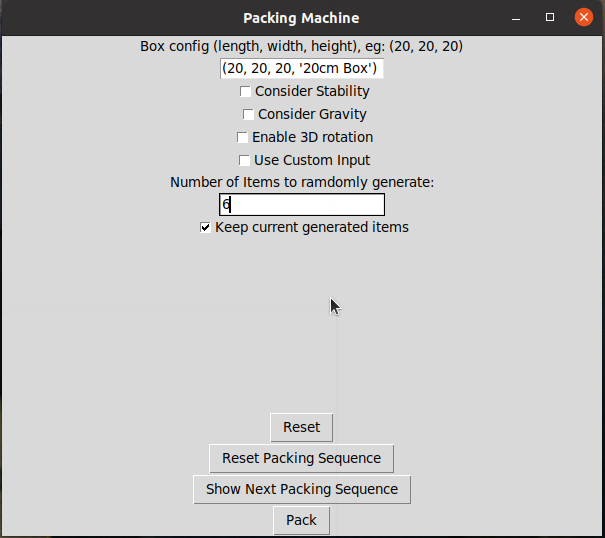 Packing Machine
Box config (length, width, height), eg: (20, 20, 20)
(20, 20, 20, '20cm Box')
Consider Stability
Consider Gravity
Enable 3D rotation
Use Custom Input
Number of Items to ramdomly generate:
6
Keep current generated items
Reset
Reset Packing Sequence
Show Next Packing Sequence
Pack